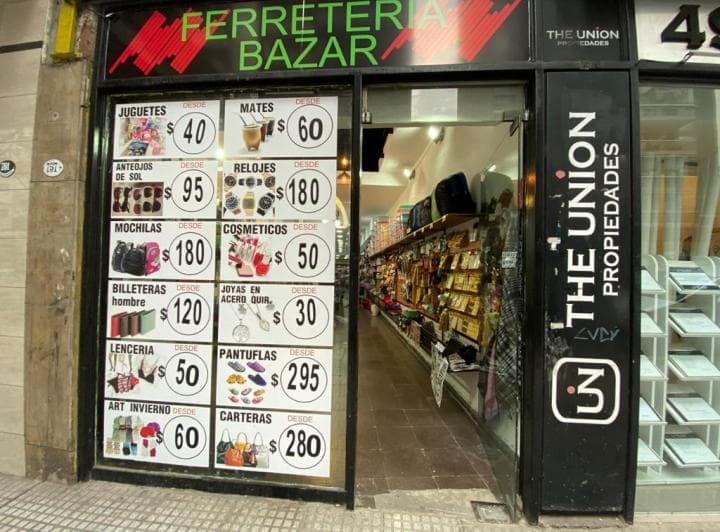 FERRETERIA
BAZAR
THE UNION
PROPIEDADES
JUGUETES
DESDE
$ 40
MATES
DESDE
$ 60
ANTEOJOS
DE SOL
DESDE
$ 95
RELOJES
DESDE
$ 180
MOCHILAS
DESDE
$ 180
COSMETICOS
DESDE
$ 50
BILLETERAS
hombre
DESDE
$ 120
JOYAS EN
ACERO QUIR.
DESDE
$ 30
LENCERIA
DESDE
$ 50
PANTUFLAS
DESDE
$ 295
ART INVIERNO
DESDE
$ 60
CARTERAS
DESDE
$ 280
THE UNION
PROPIEDADES
UN